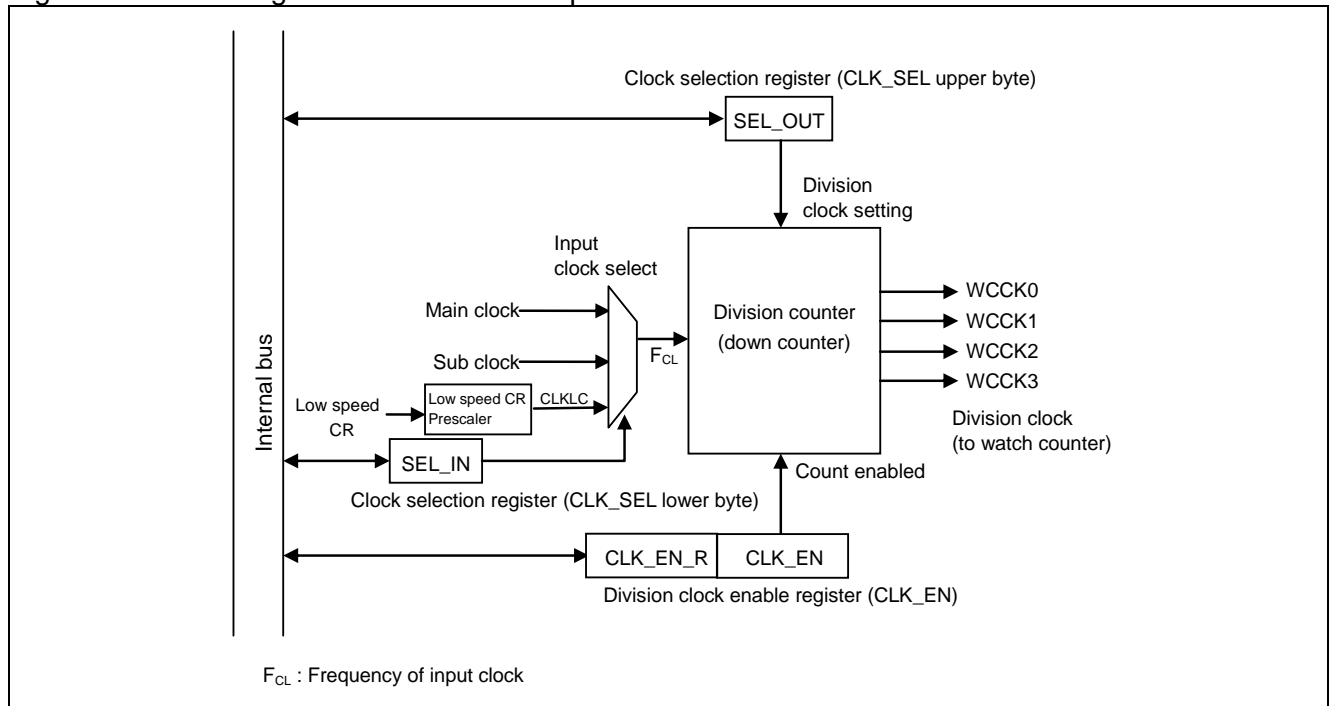 Clock selection register (CLK_SEL upper byte)
SEL_OUT
Division
clock setting
Input
clock select
Main clock
Sub clock
Low speed
CR
Low speed CR
Prescaler
CLKLC
F_CL
Division counter
(down counter)
WCCK0
WCCK1
WCCK2
WCCK3
Division clock
(to watch counter)
Internal bus
SEL_IN
Clock selection register (CLK_SEL lower byte)
Count enabled
CLK_EN_R
CLK_EN
Division clock enable register (CLK_EN)
F_CL : Frequency of input clock